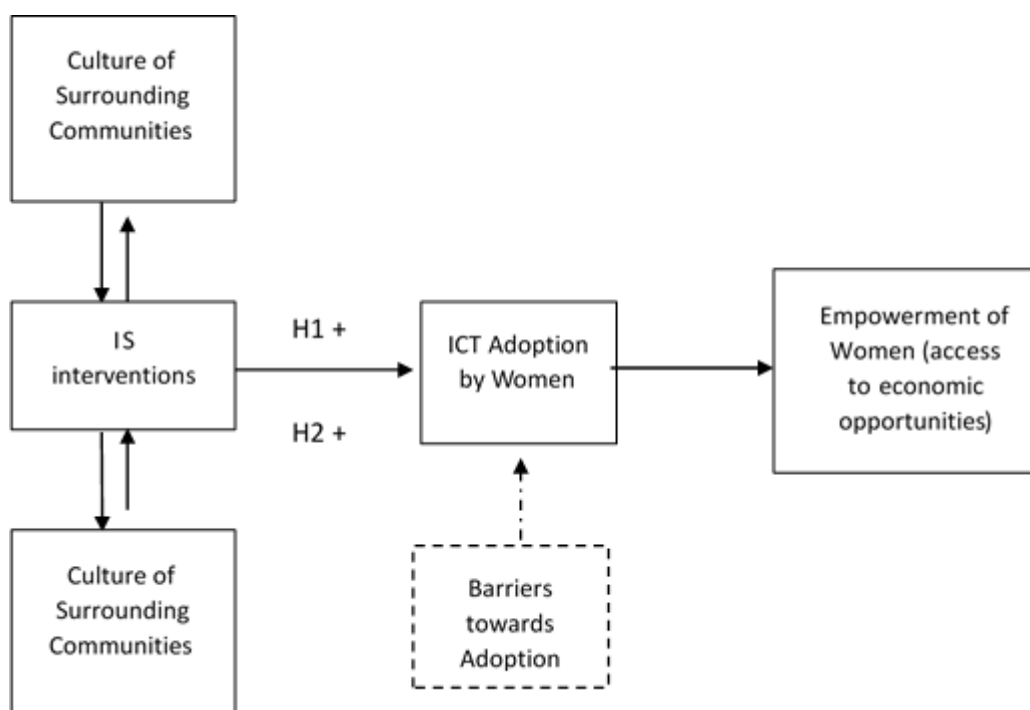 Culture of
Surrounding
Communities
IS
interventions
H1 +
H2 +
ICT Adoption
by Women
Empowerment of
Women (access
to economic
opportunities)
Culture of
Surrounding
Communities
Barriers
towards
Adoption